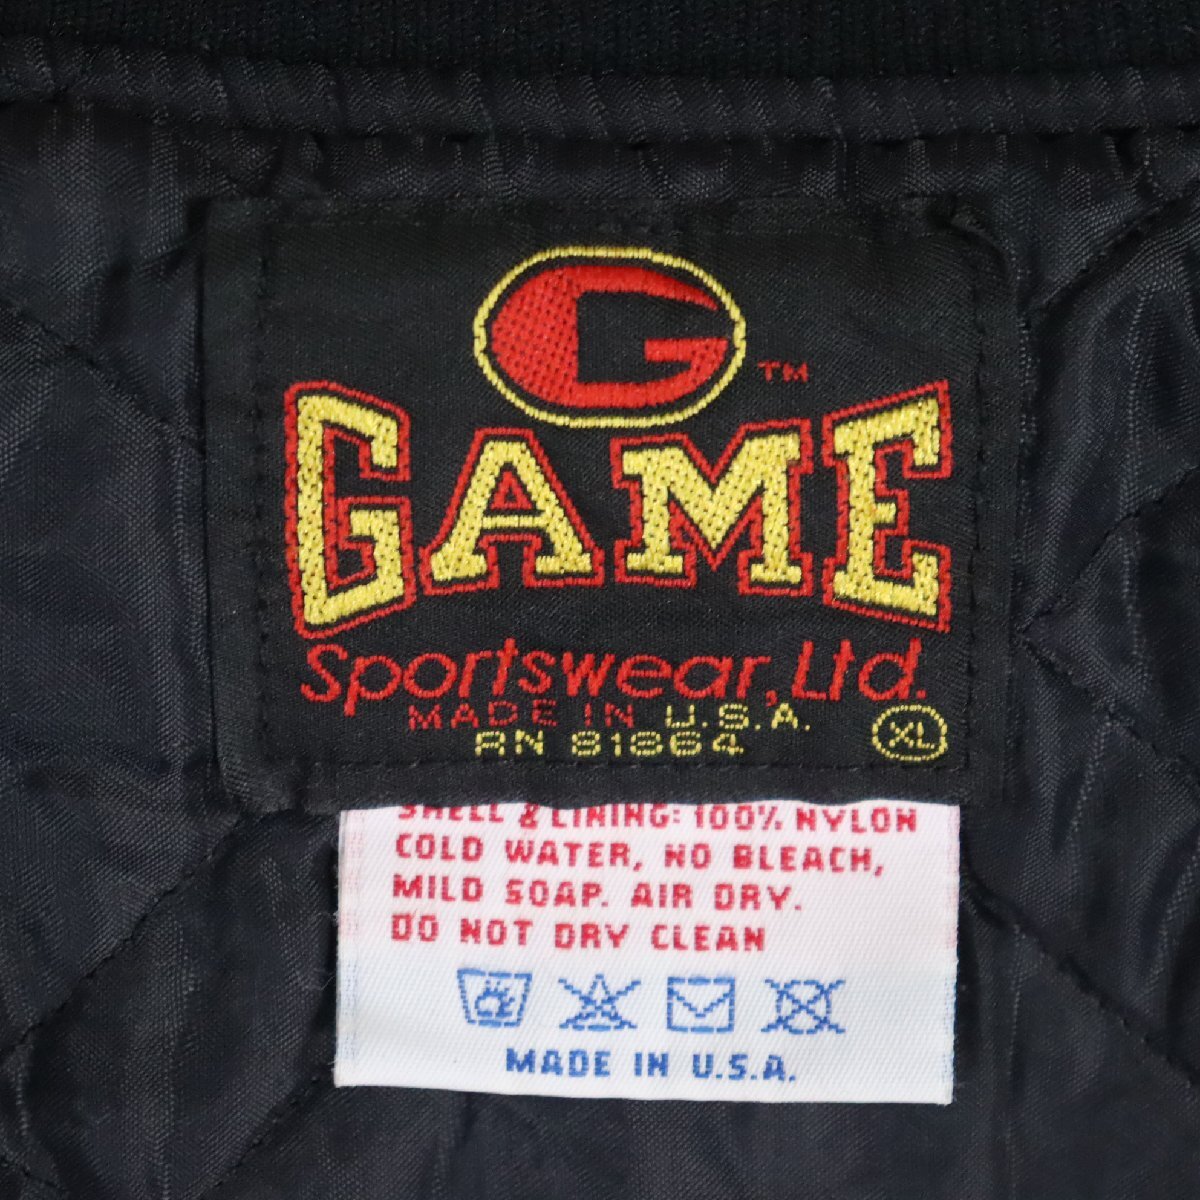 G ™
GAME
Sportswear, Ltd.
MADE IN U.S.A.
RN 81864
XL
SHELL & LINING: 100% NYLON
COLD WATER, NO BLEACH,
MILD SOAP. AIR DRY.
DO NOT DRY CLEAN
MADE IN U.S.A.